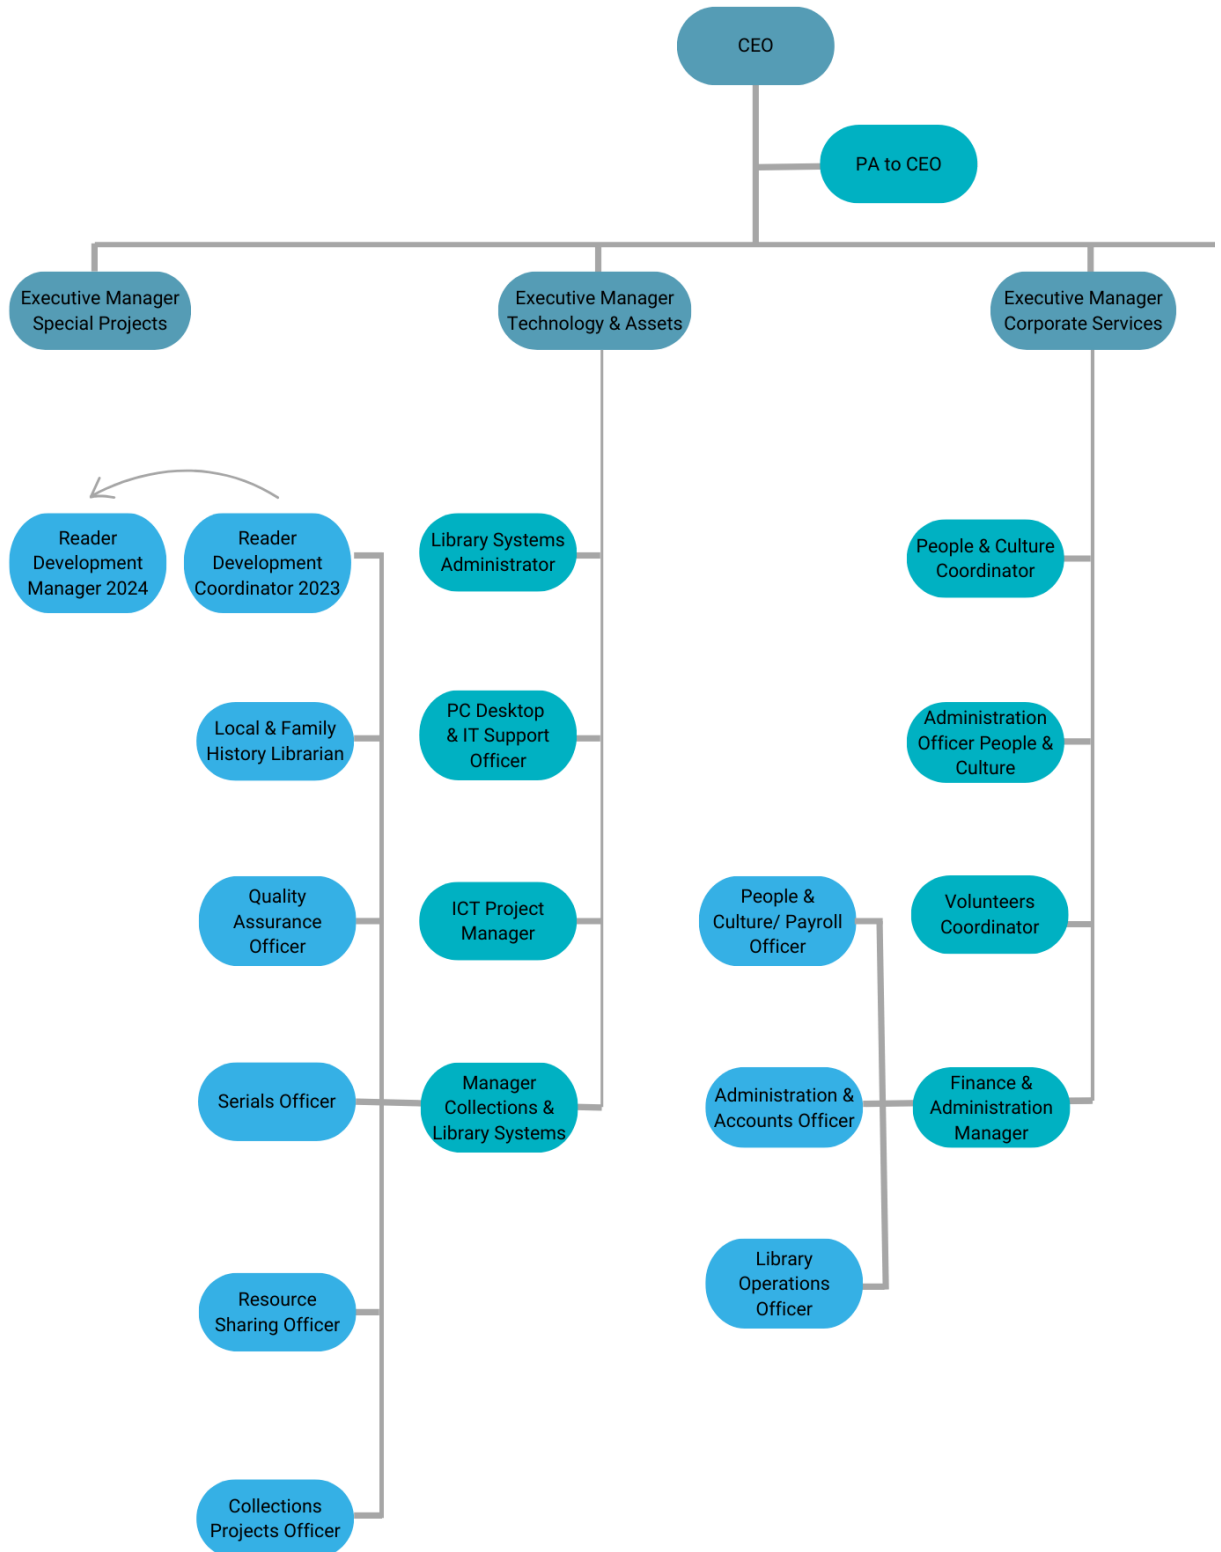 CEO
PA to CEO
Executive Manager
Special Projects
Executive Manager
Technology & Assets
Executive Manager
Corporate Services
Reader
Development
Manager 2024
Reader
Development
Coordinator 2023
Library Systems
Administrator
People & Culture
Coordinator
Local & Family
History Librarian
PC Desktop
& IT Support
Officer
Administration
Officer People &
Culture
Quality
Assurance
Officer
ICT Project
Manager
People &
Culture/ Payroll
Officer
Volunteers
Coordinator
Serials Officer
Manager
Collections &
Library Systems
Administration &
Accounts Officer
Finance &
Administration
Manager
Resource
Sharing Officer
Library
Operations
Officer
Collections
Projects Officer